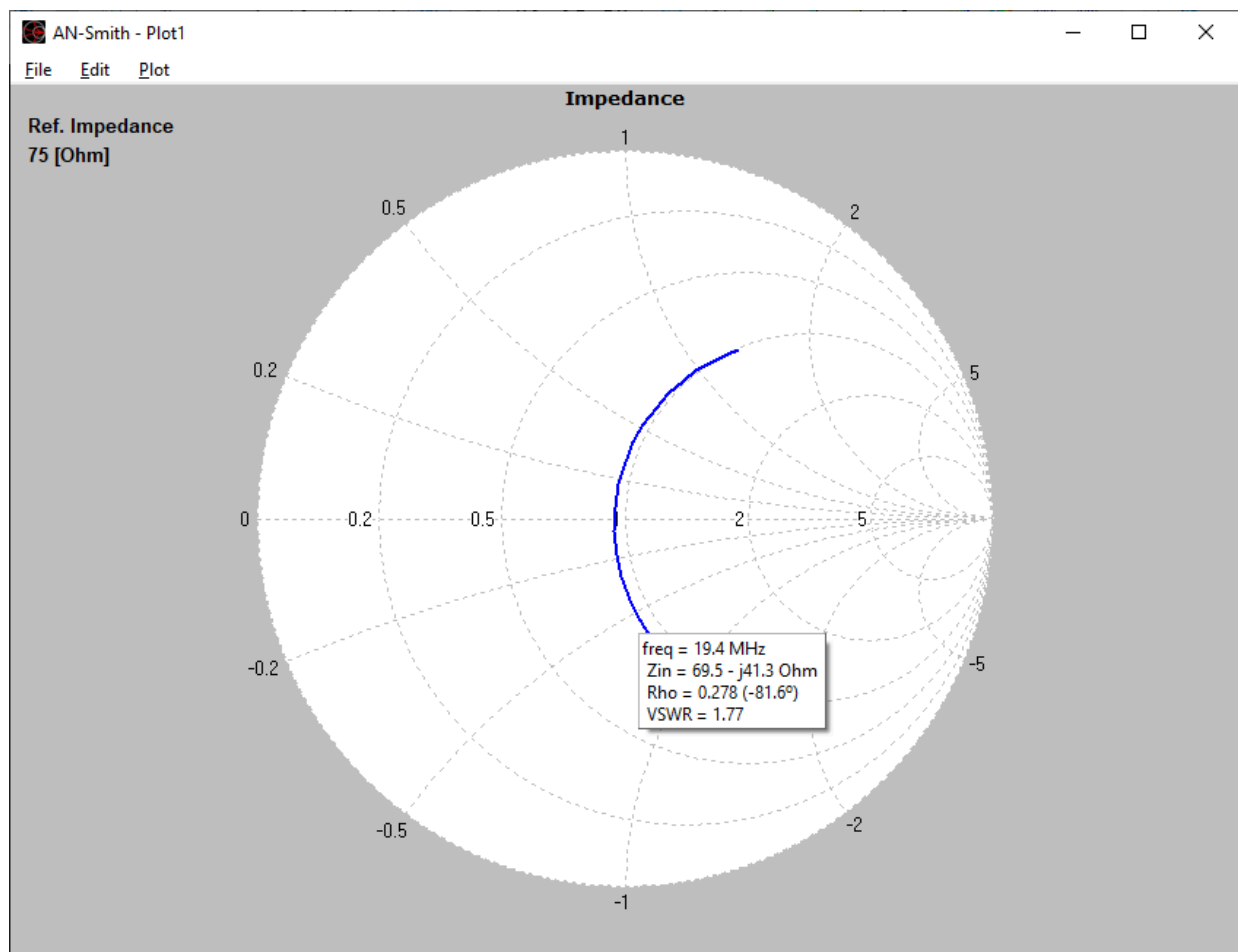 AN-Smith - Plot1
File Edit Plot
Impedance
Ref. Impedance
75 [Ohm]
1
0.5
2
0.2
5
0
0.2
0.5
1
2
5
-0.2
-5
freq = 19.4 MHz
Zin = 69.5 - j41.3 Ohm
Rho = 0.278 (-81.6º)
VSWR = 1.77
-0.5
-2
-1